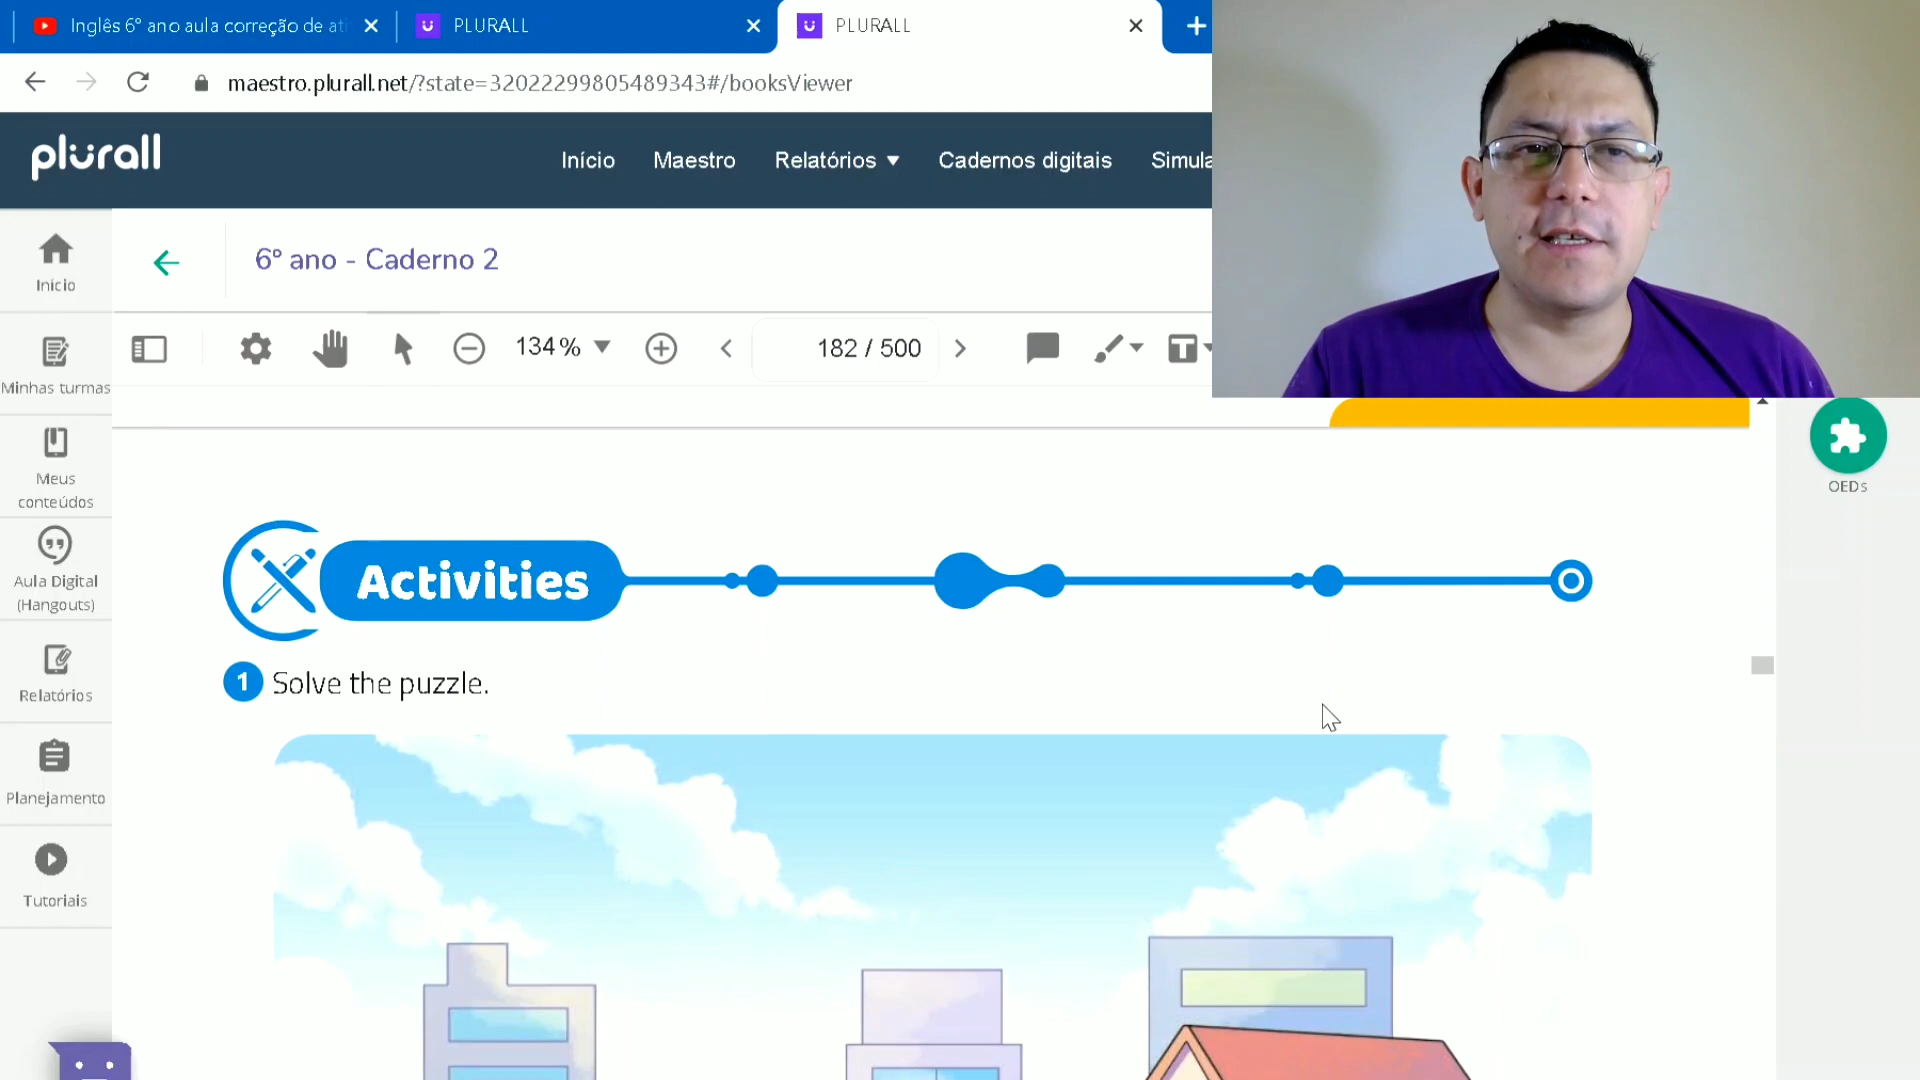 Inglês 6° ano aula correção de ati
PLURALL
PLURALL
maestro.plurall.net/?state=32022299805489343#/booksViewer
plurall
Início
Maestro
Relatórios
Cadernos digitais
Simula
6º ano - Caderno 2
134%
182 / 500
Início
Minhas turmas
Meus
conteúdos
Aula Digital
(Hangouts)
Relatórios
Planejamento
Tutoriais
OEDs
Activities
1 Solve the puzzle.